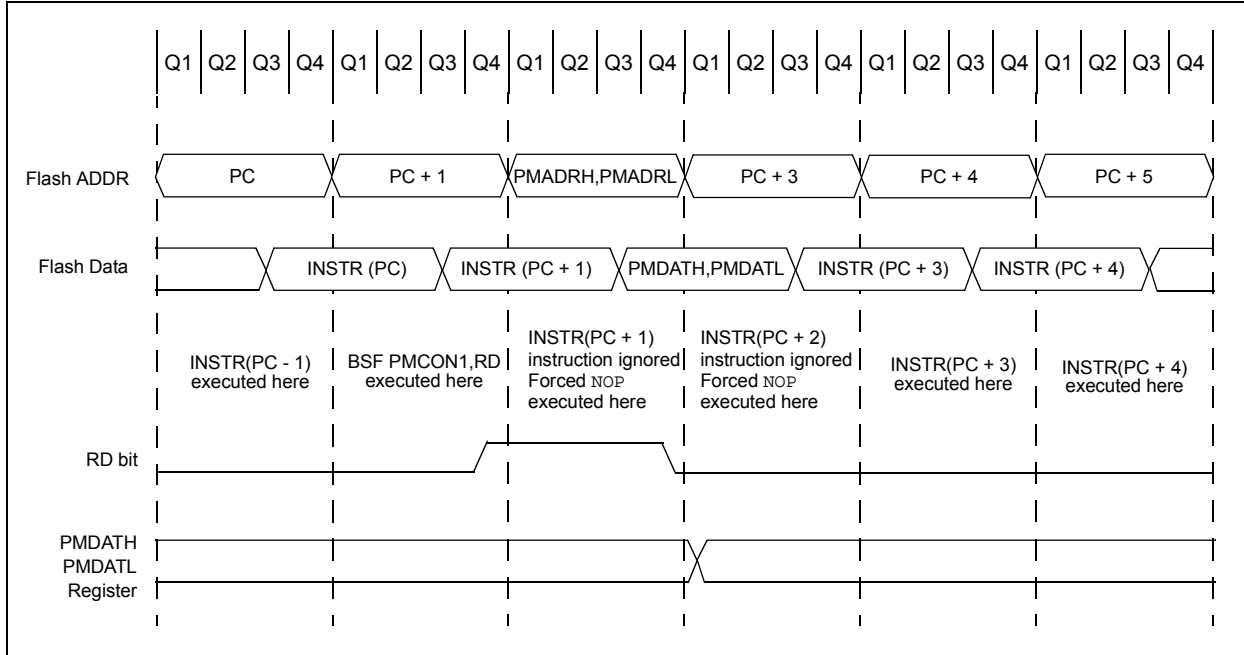 Q1 Q2 Q3 Q4 Q1 Q2 Q3 Q4 Q1 Q2 Q3 Q4 Q1 Q2 Q3 Q4 Q1 Q2 Q3 Q4 Q1 Q2 Q3 Q4
Flash ADDR PC PC + 1 PMADRH,PMADRL PC + 3 PC + 4 PC + 5
Flash Data INSTR (PC) INSTR (PC + 1) PMDATH,PMDATL INSTR (PC + 3) INSTR (PC + 4)
INSTR(PC - 1)
executed here
BSF PMCON1,RD
executed here
INSTR(PC + 1)
instruction ignored
Forced NOP
executed here
INSTR(PC + 2)
instruction ignored
Forced NOP
executed here
INSTR(PC + 3)
executed here
INSTR(PC + 4)
executed here
RD bit
PMDATH
PMDATL
Register